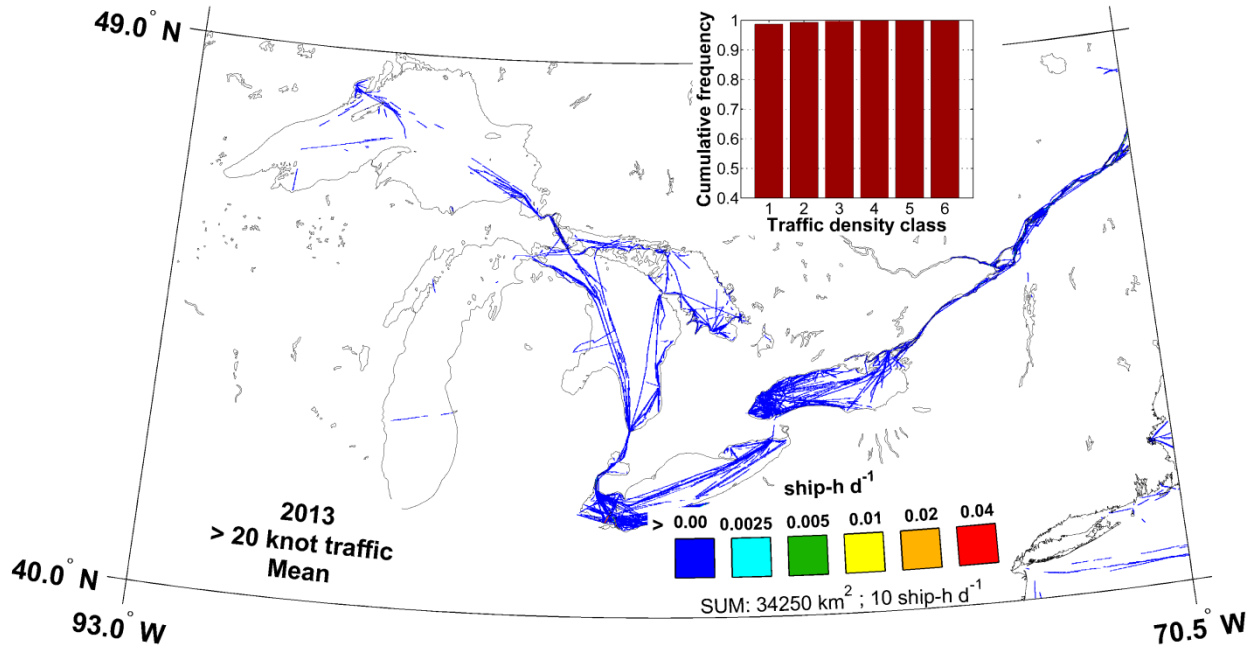 49.0° N
1
0.9
0.8
0.7
0.6
0.5
0.4
Cumulative frequency
1 2 3 4 5 6
Traffic density class
2013
> 20 knot traffic
Mean
ship-h d⁻¹
> 0.00 0.0025 0.005 0.01 0.02 0.04
SUM: 34250 km² ; 10 ship-h d⁻¹
40.0° N
93.0° W
70.5° W